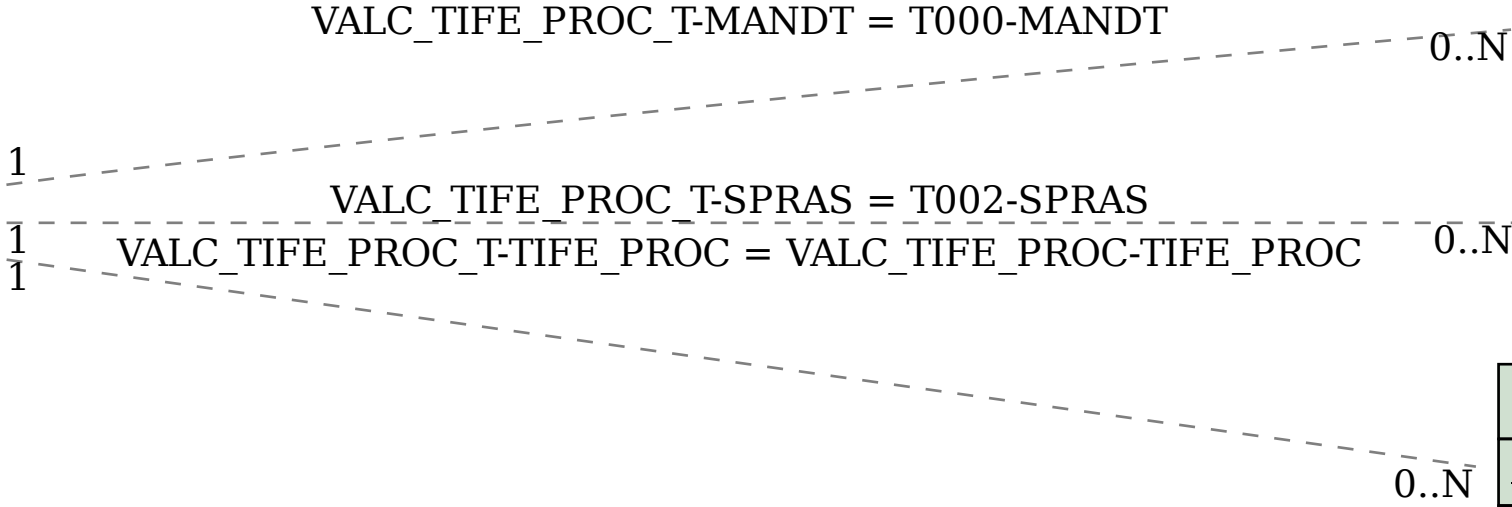 VALC_TIFE_PROC_T-MANDT = T000-MANDT
0..N
1
VALC_TIFE_PROC_T-SPRAS = T002-SPRAS
1
0..N
VALC_TIFE_PROC_T-TIFE_PROC = VALC_TIFE_PROC-TIFE_PROC
1
0..N